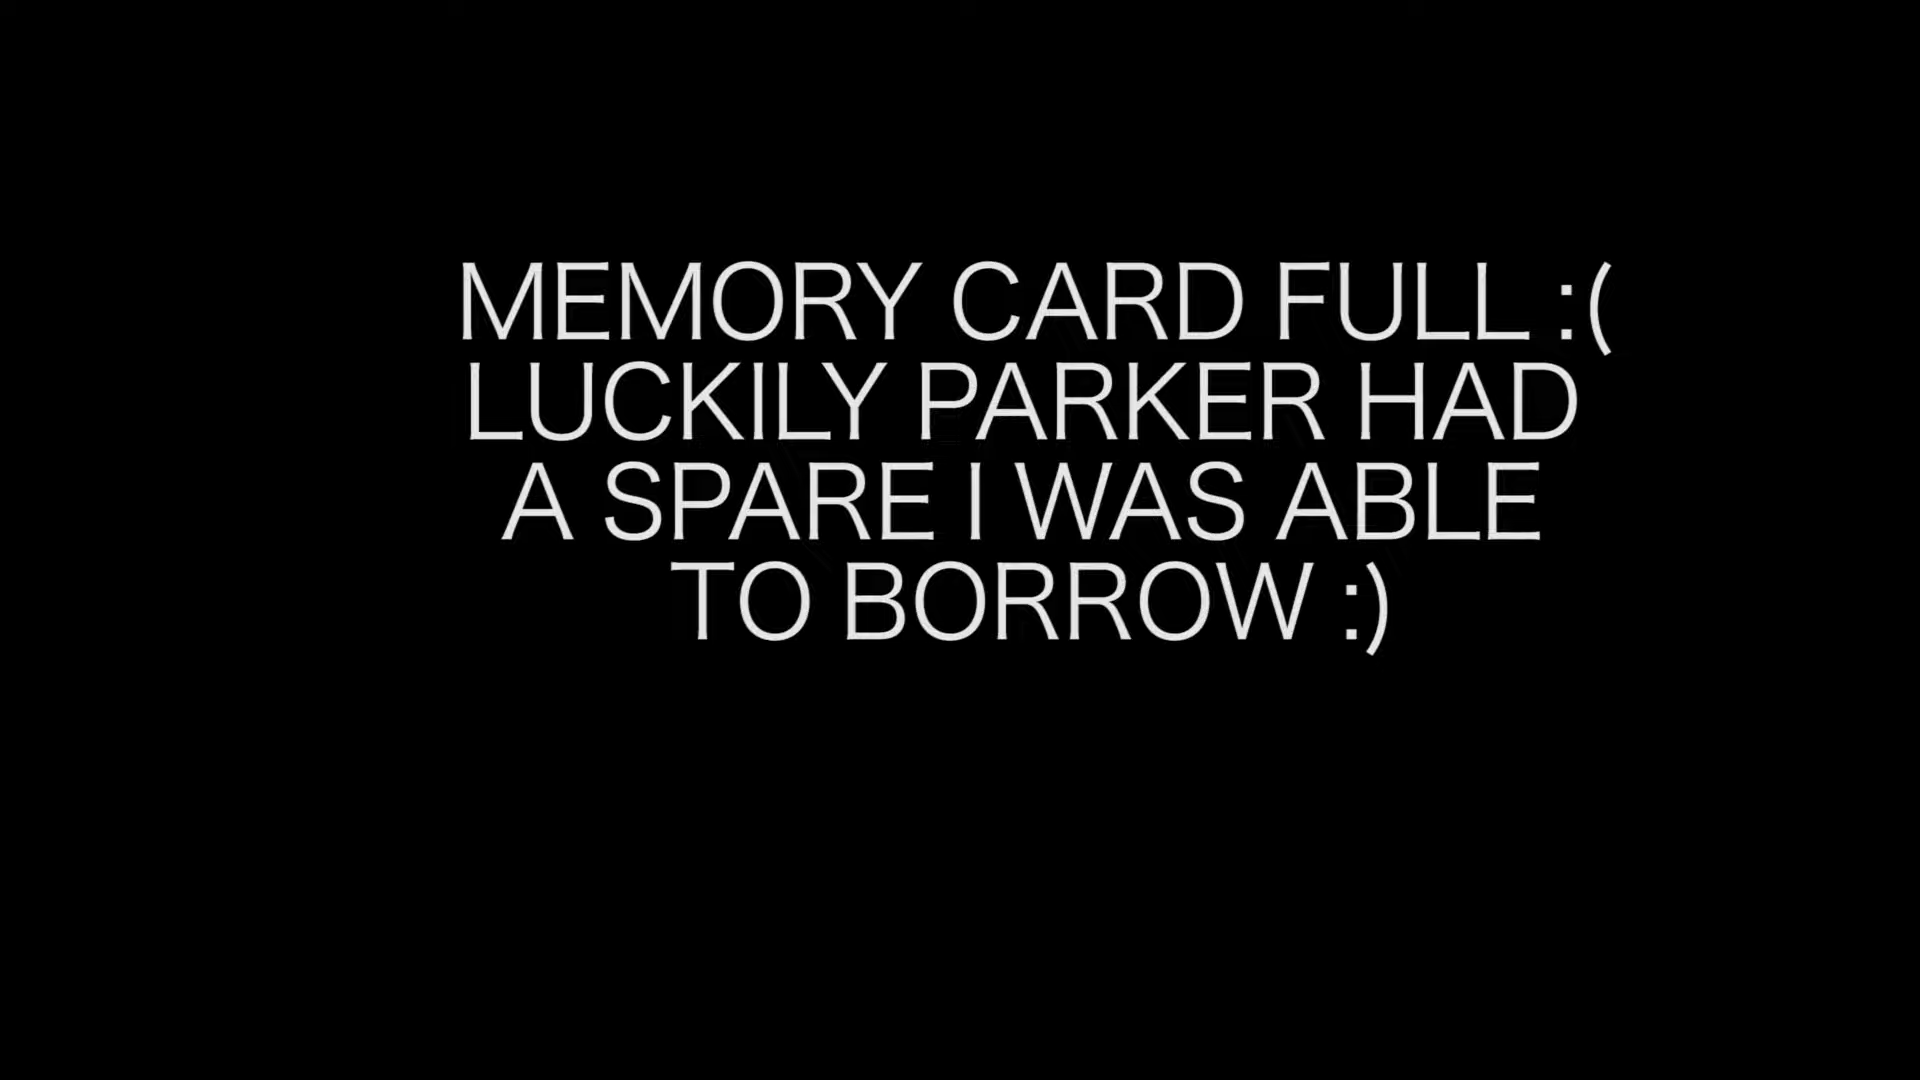 MEMORY CARD FULL :(
LUCKILY PARKER HAD
A SPARE I WAS ABLE
TO BORROW :)